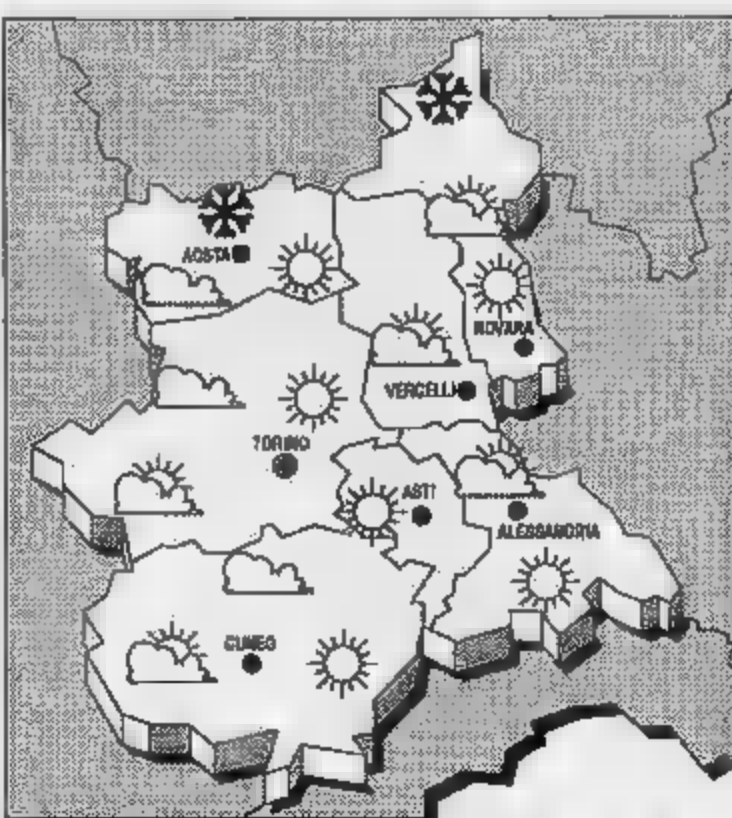 AOSTA
NOVARA
VERCELLI
TORINO
ASTI
ALESSANDRIA
CUNEO